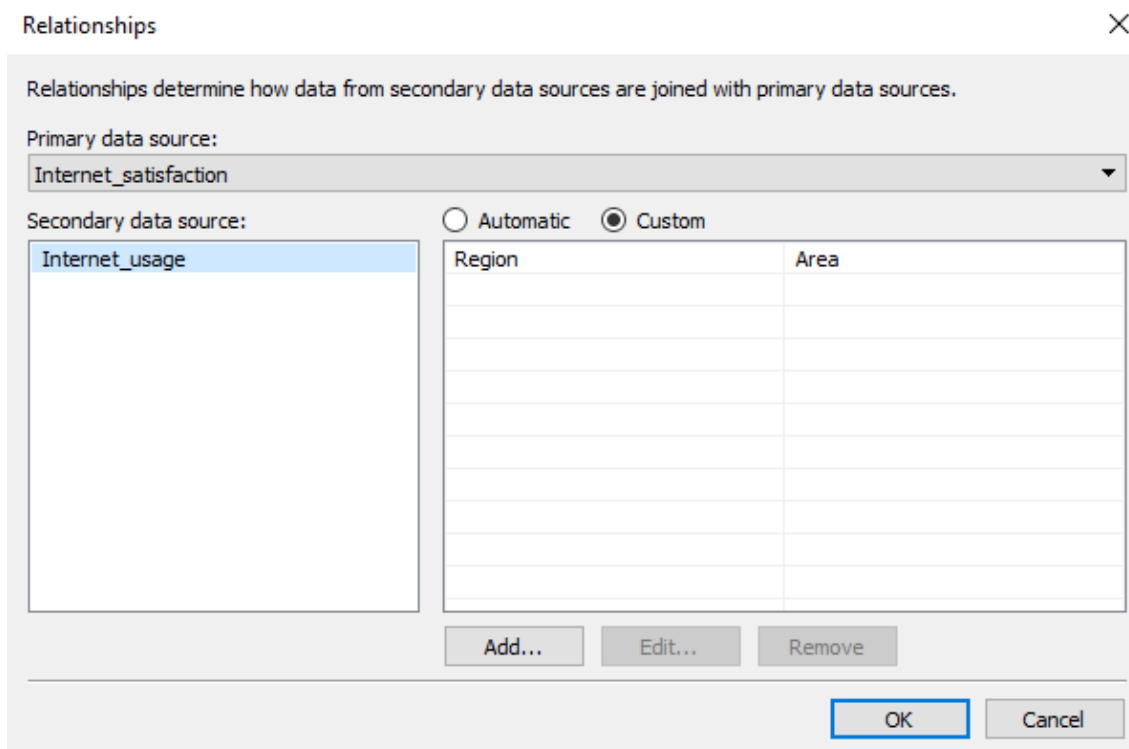 Relationships
Relationships determine how data from secondary data sources are joined with primary data sources.
Primary data source:
Internet_satisfaction
Secondary data source:
Automatic Custom
Internet_usage
Region Area
Add... Edit... Remove
OK Cancel